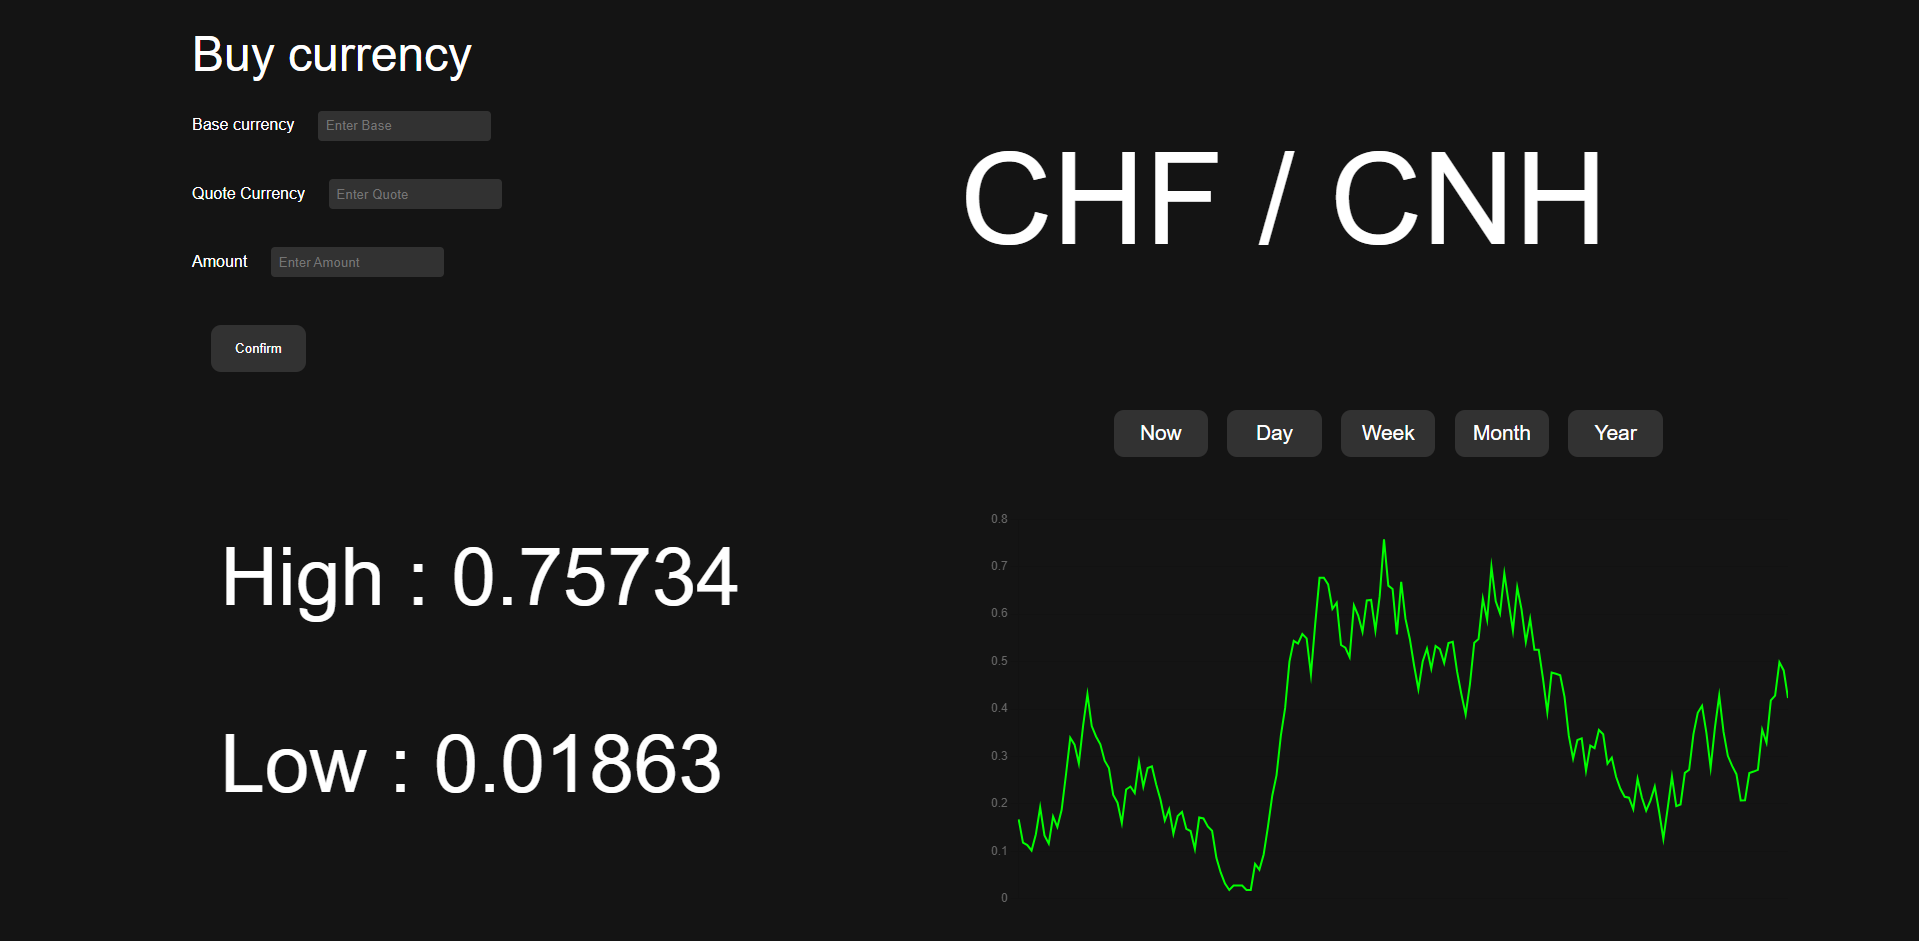 Buy currency
Base currency Enter Base
Quote Currency Enter Quote
Amount Enter Amount
Confirm
CHF / CNH
Now Day Week Month Year
High : 0.75734
Low : 0.01863
0.8
0.7
0.6
0.5
0.4
0.3
0.2
0.1
0